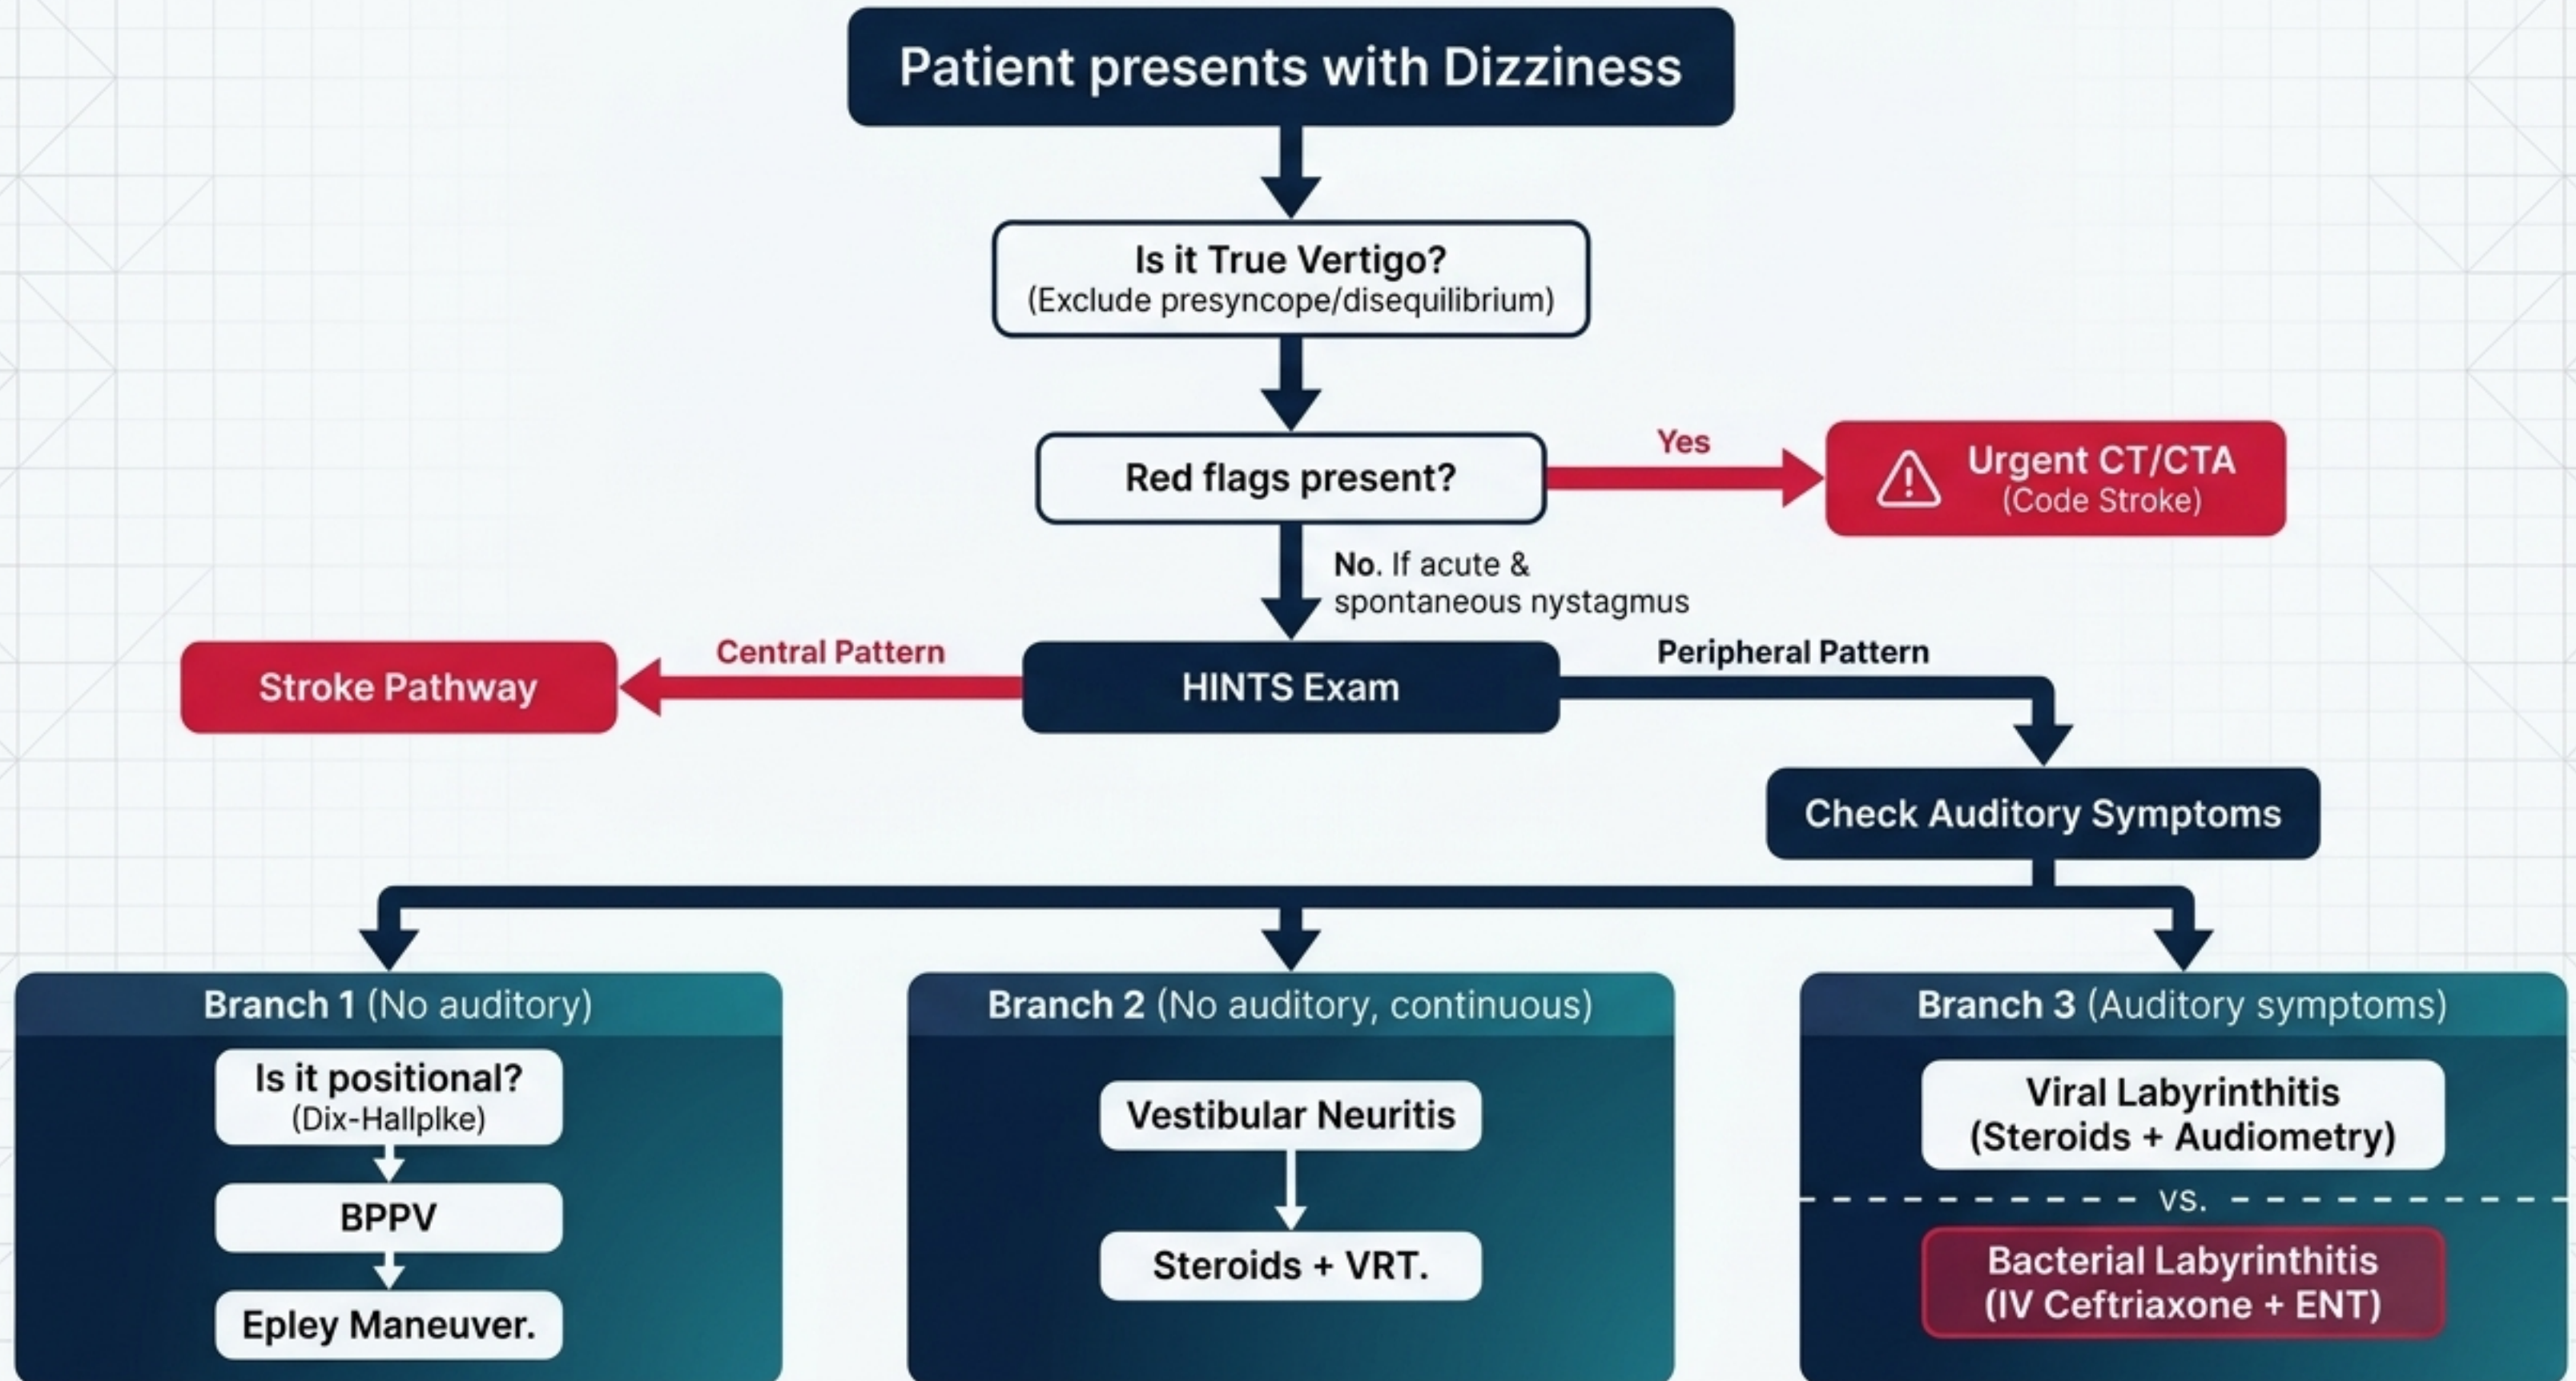 Patient presents with Dizziness
Is it True Vertigo?
(Exclude presyncope/disequilibrium)
Red flags present?
Yes
Urgent CT/CTA
(Code Stroke)
No. If acute &
spontaneous nystagmus
Stroke Pathway
Central Pattern
HINTS Exam
Peripheral Pattern
Check Auditory Symptoms
Branch 1 (No auditory)
Is it positional?
(Dix-Hallplke)
BPPV
Epley Maneuver.
Branch 2 (No auditory, continuous)
Vestibular Neuritis
Steroids + VRT.
Branch 3 (Auditory symptoms)
Viral Labyrinthitis
(Steroids + Audiometry)
vs.
Bacterial Labyrinthitis
(IV Ceftriaxone + ENT)